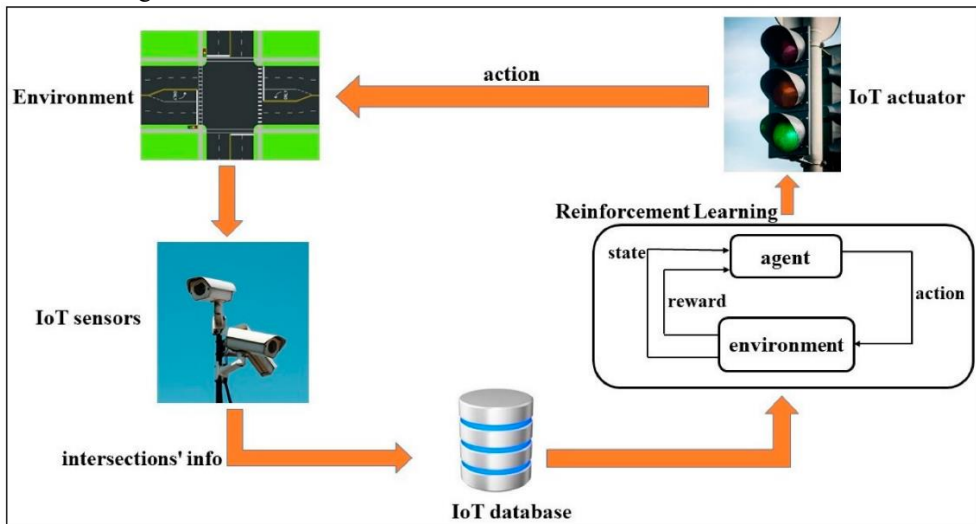 Environment
action
IoT actuator
Reinforcement Learning
state
agent
reward
action
environment
IoT sensors
intersections' info
IoT database